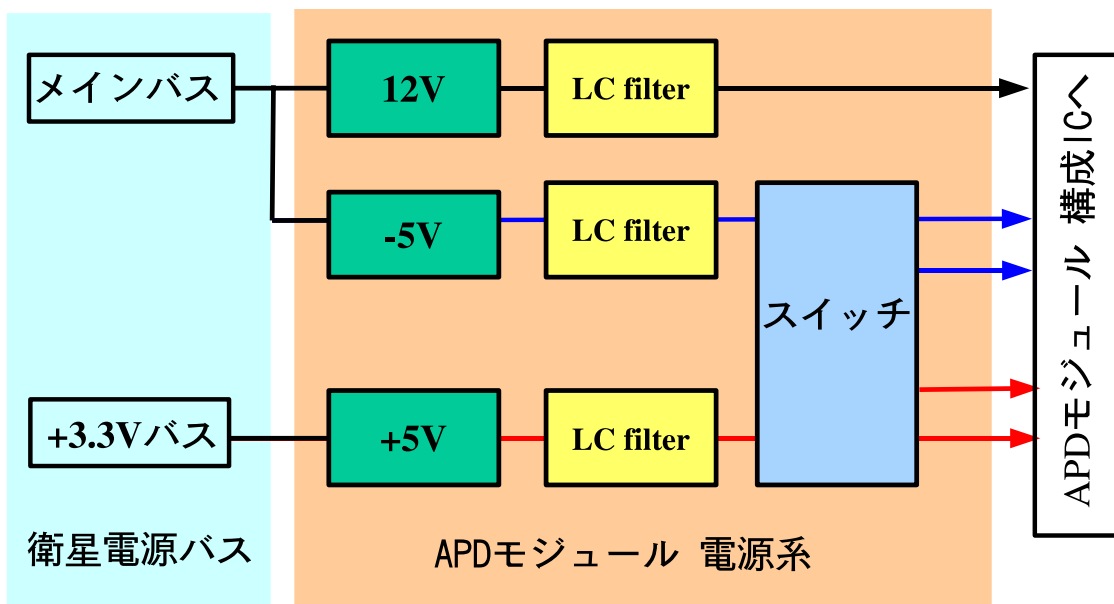 メインバス
12V
LC filter
-5V
LC filter
スイッチ
+3.3Vバス
+5V
LC filter
APDモジュール 構成ICへ
衛星電源バス
APDモジュール 電源系